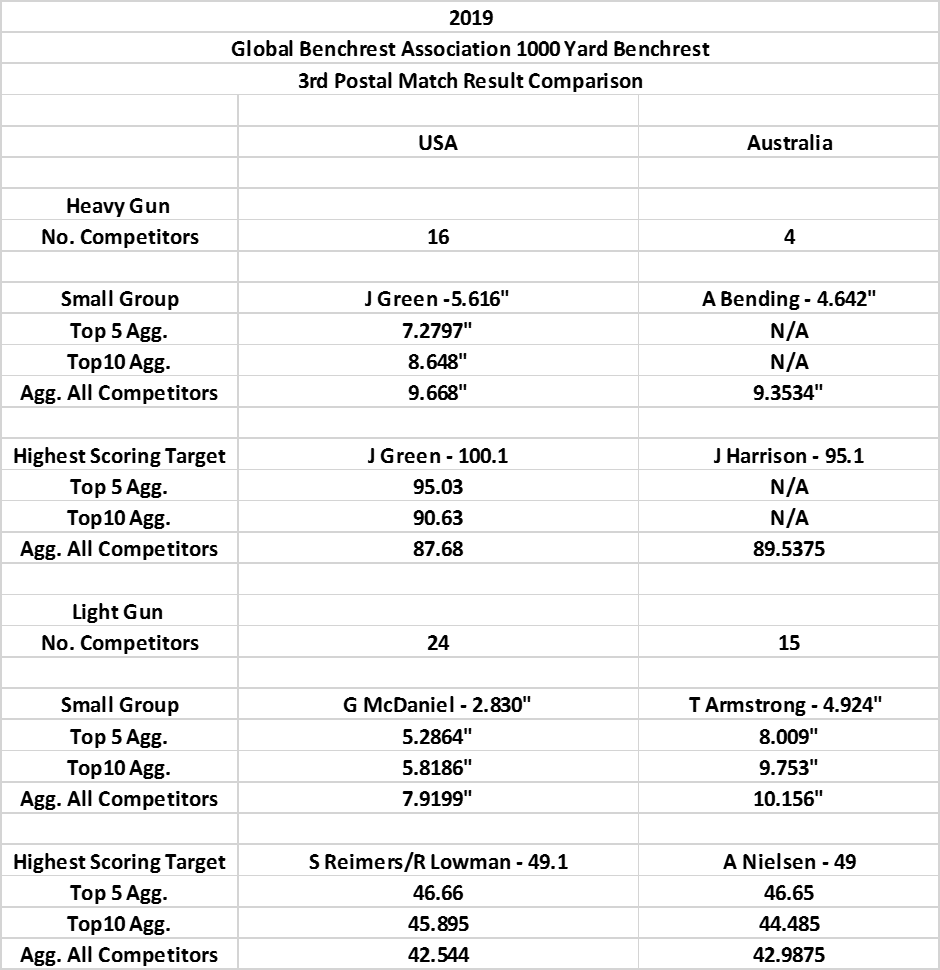 2019
Global Benchrest Association 1000 Yard Benchrest
3rd Postal Match Result Comparison
USA Australia
Heavy Gun
No. Competitors 16 4
Small Group J Green -5.616" A Bending - 4.642"
Top 5 Agg. 7.2797" N/A
Top10 Agg. 8.648" N/A
Agg. All Competitors 9.668" 9.3534"
Highest Scoring Target J Green - 100.1 J Harrison - 95.1
Top 5 Agg. 95.03 N/A
Top10 Agg. 90.63 N/A
Agg. All Competitors 87.68 89.5375
Light Gun
No. Competitors 24 15
Small Group G McDaniel - 2.830" T Armstrong - 4.924"
Top 5 Agg. 5.2864" 8.009"
Top10 Agg. 5.8186" 9.753"
Agg. All Competitors 7.9199" 10.156"
Highest Scoring Target S Reimers/R Lowman - 49.1 A Nielsen - 49
Top 5 Agg. 46.66 46.65
Top10 Agg. 45.895 44.485
Agg. All Competitors 42.544 42.9875